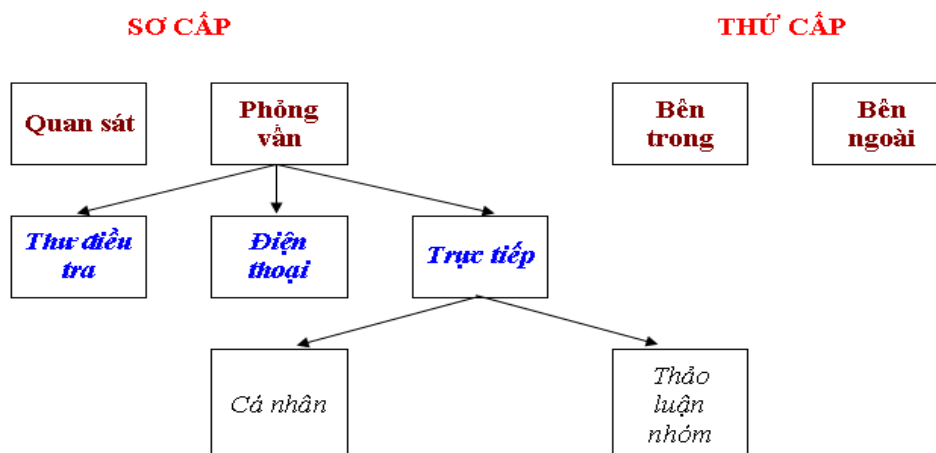 SƠ CẤP
THỨ CẤP
Quan sát
Phỏng
vấn
Bên
trong
Bên
ngoài
Thư điều
tra
Điện
thoại
Trực tiếp
Cá nhân
Thảo
luận
nhóm